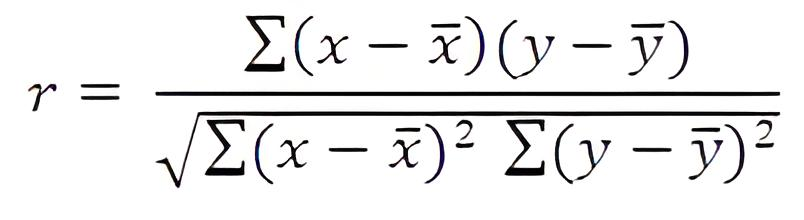 r = Σ(x − x̄)(y − ȳ) / √Σ(x − x̄)² Σ(y − ȳ)²